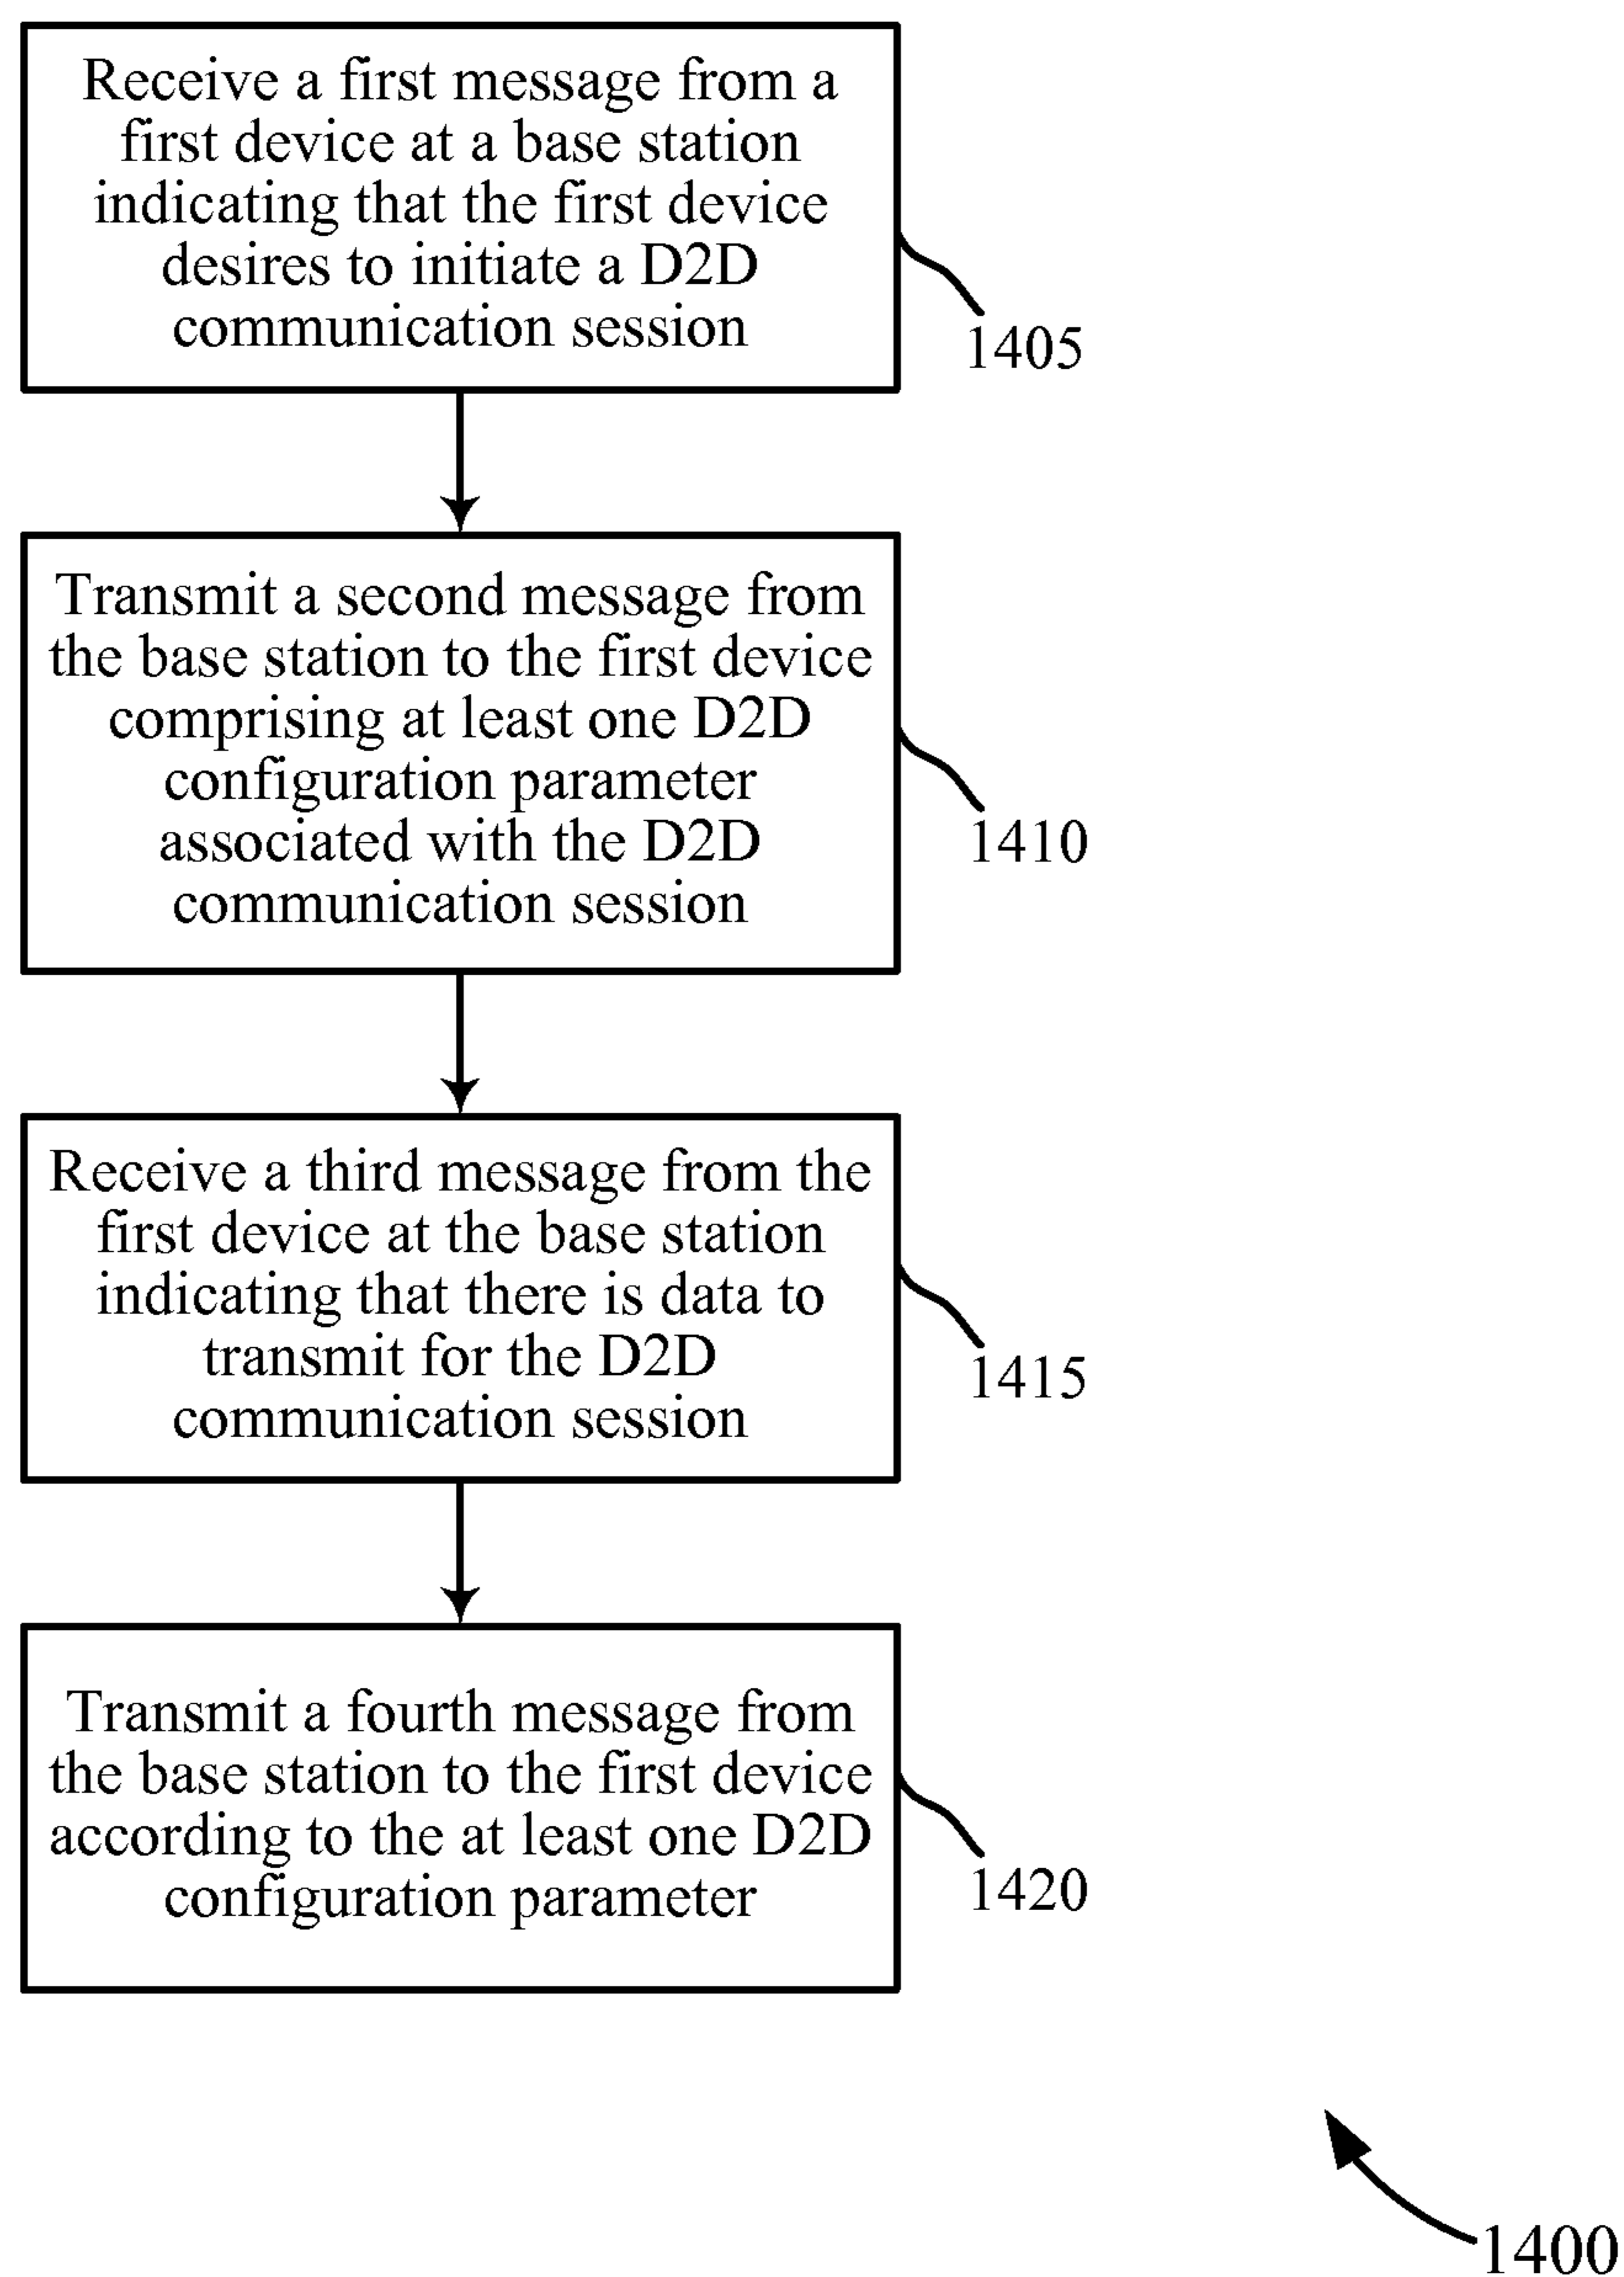 Receive a first message from a
first device at a base station
indicating that the first device
desires to initiate a D2D
communication session
1405
Transmit a second message from
the base station to the first device
comprising at least one D2D
configuration parameter
associated with the D2D
communication session
1410
Receive a third message from the
first device at the base station
indicating that there is data to
transmit for the D2D
communication session
1415
Transmit a fourth message from
the base station to the first device
according to the at least one D2D
configuration parameter
1420
1400